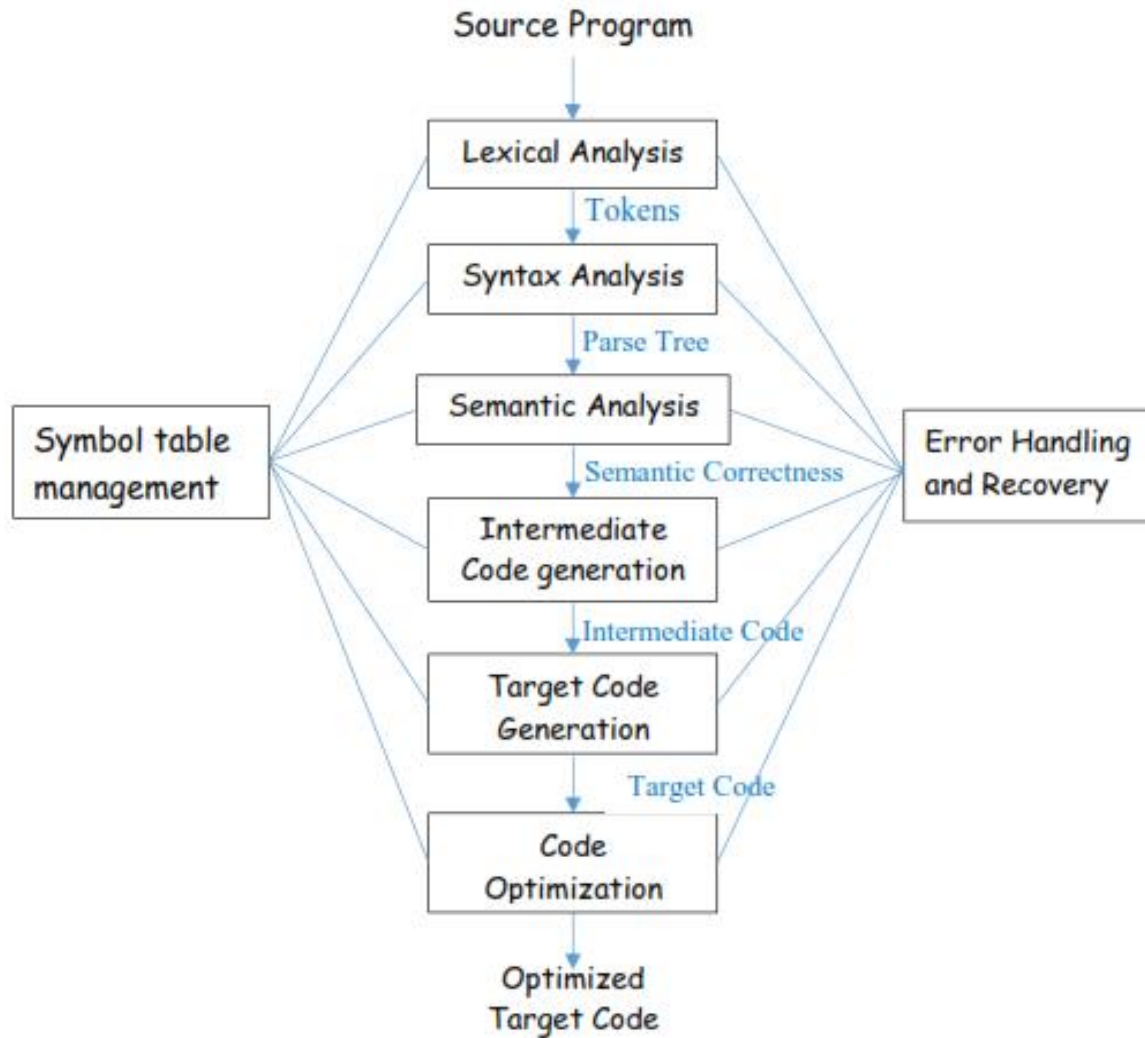 Source Program
Lexical Analysis
Tokens
Syntax Analysis
Parse Tree
Semantic Analysis
Symbol table
management
Error Handling
and Recovery
Semantic Correctness
Intermediate
Code generation
Intermediate Code
Target Code
Generation
Target Code
Code
Optimization
Optimized
Target Code